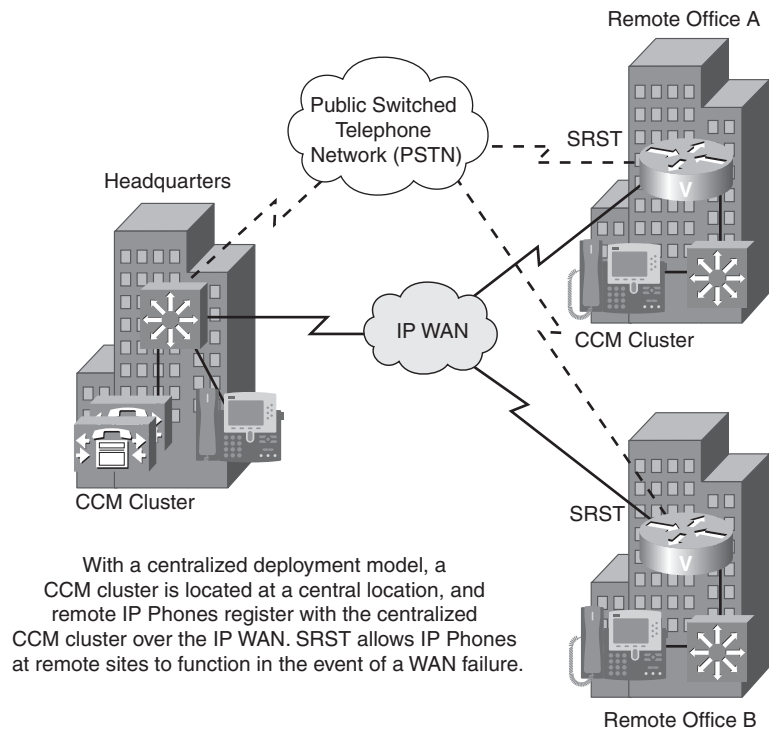 Remote Office A
Public Switched
Telephone
Network (PSTN)
SRST
V
Headquarters
IP WAN
CCM Cluster
CCM Cluster
SRST
V
With a centralized deployment model, a
CCM cluster is located at a central location, and
remote IP Phones register with the centralized
CCM cluster over the IP WAN. SRST allows IP Phones
at remote sites to function in the event of a WAN failure.
Remote Office B